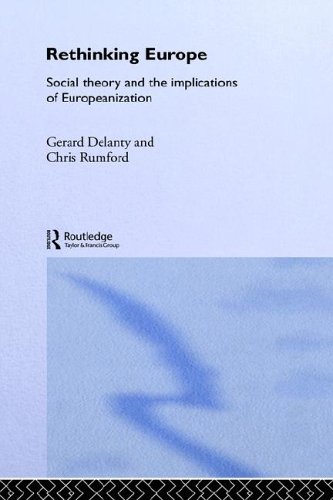 Rethinking Europe
Social theory and the implications
of Europeanization
Gerard Delanty and
Chris Rumford
Routledge
Taylor & Francis Group